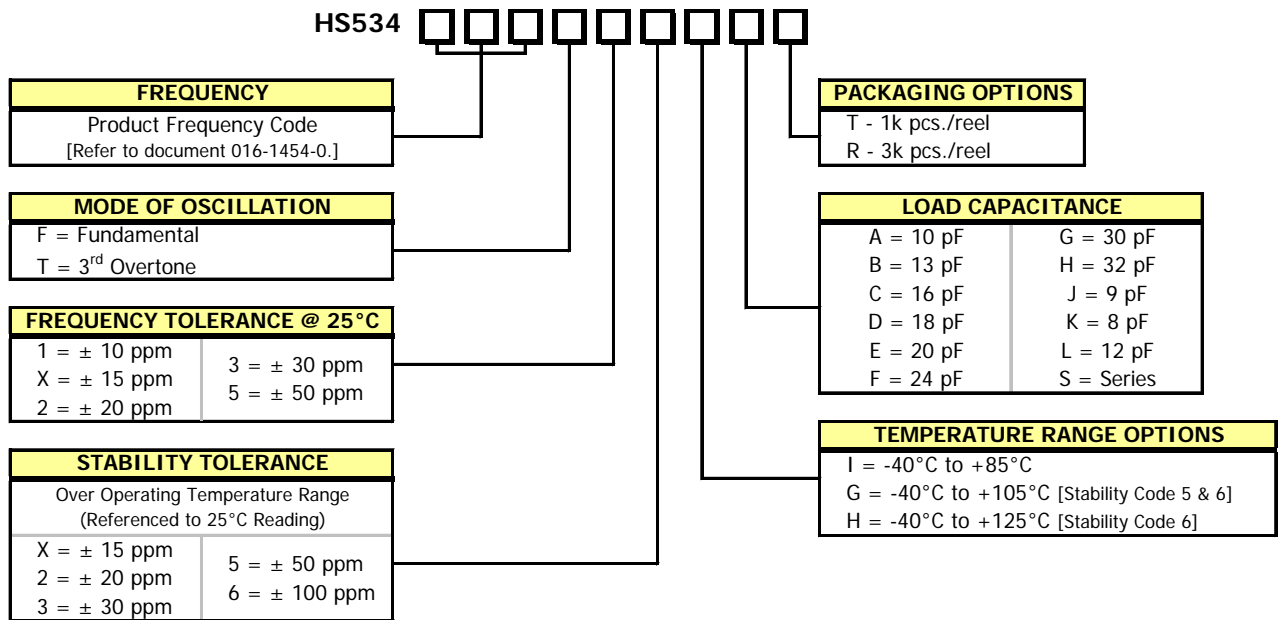 HS534
FREQUENCY
Product Frequency Code
[Refer to document 016-1454-0.]
MODE OF OSCILLATION
F = Fundamental
T = 3rd Overtone
FREQUENCY TOLERANCE @ 25°C
1 = ± 10 ppm
X = ± 15 ppm
2 = ± 20 ppm
3 = ± 30 ppm
5 = ± 50 ppm
STABILITY TOLERANCE
Over Operating Temperature Range
(Referenced to 25°C Reading)
X = ± 15 ppm
2 = ± 20 ppm
3 = ± 30 ppm
5 = ± 50 ppm
6 = ± 100 ppm
PACKAGING OPTIONS
T - 1k pcs./reel
R - 3k pcs./reel
LOAD CAPACITANCE
A = 10 pF
B = 13 pF
C = 16 pF
D = 18 pF
E = 20 pF
F = 24 pF
G = 30 pF
H = 32 pF
J = 9 pF
K = 8 pF
L = 12 pF
S = Series
TEMPERATURE RANGE OPTIONS
I = -40°C to +85°C
G = -40°C to +105°C [Stability Code 5 & 6]
H = -40°C to +125°C [Stability Code 6]